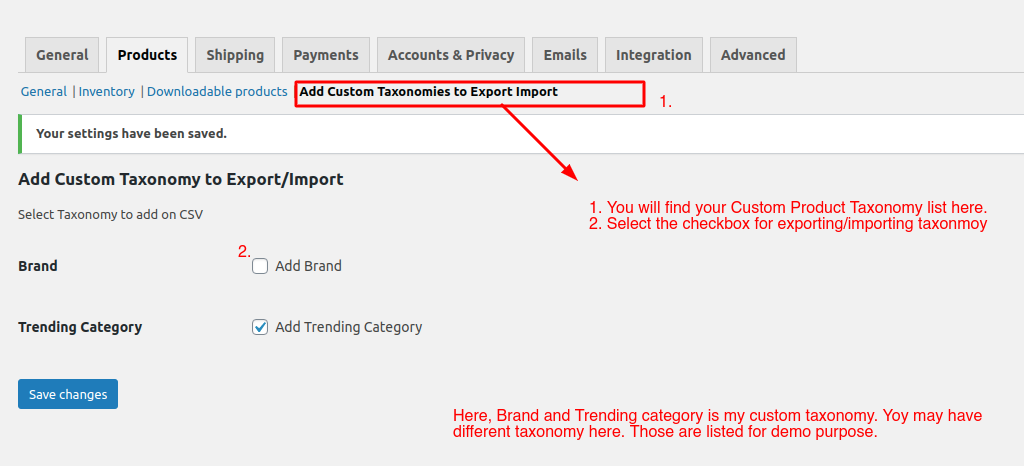 General Products Shipping Payments Accounts & Privacy Emails Integration Advanced
General | Inventory | Downloadable products Add Custom Taxonomies to Export Import
1.
Your settings have been saved.
Add Custom Taxonomy to Export/Import
1. You will find your Custom Product Taxonomy list here.
Select Taxonomy to add on CSV
2. Select the checkbox for exporting/importing taxonmoy
2.
Brand Add Brand
Trending Category Add Trending Category
Save changes
Here, Brand and Trending category is my custom taxonomy. Yoy may have
different taxonomy here. Those are listed for demo purpose.